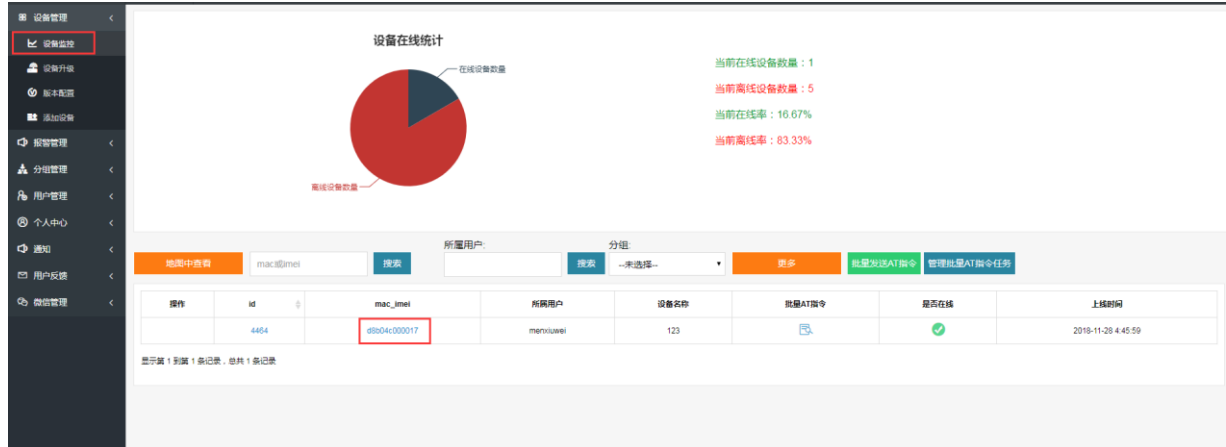 设备管理
设备监控
设备升级
版本配置
添加设备
报警管理
分组管理
用户管理
个人中心
通知
用户反馈
微信管理
设备在线统计
在线设备数量
离线设备数量
当前在线设备数量：1
当前离线设备数量：5
当前在线率：16.67%
当前离线率：83.33%
所属用户:
分组:
地图中查看 mac或imei 搜索 搜索 --未选择-- 更多 批量发送AT指令 管理批量AT指令任务
操作 id mac_imei 所属用户 设备名称 批量AT指令 是否在线 上线时间
4464 d8b04c000017 menxiuwei 123 2018-11-28 4:45:59
显示第 1 到第 1 条记录，总共 1 条记录